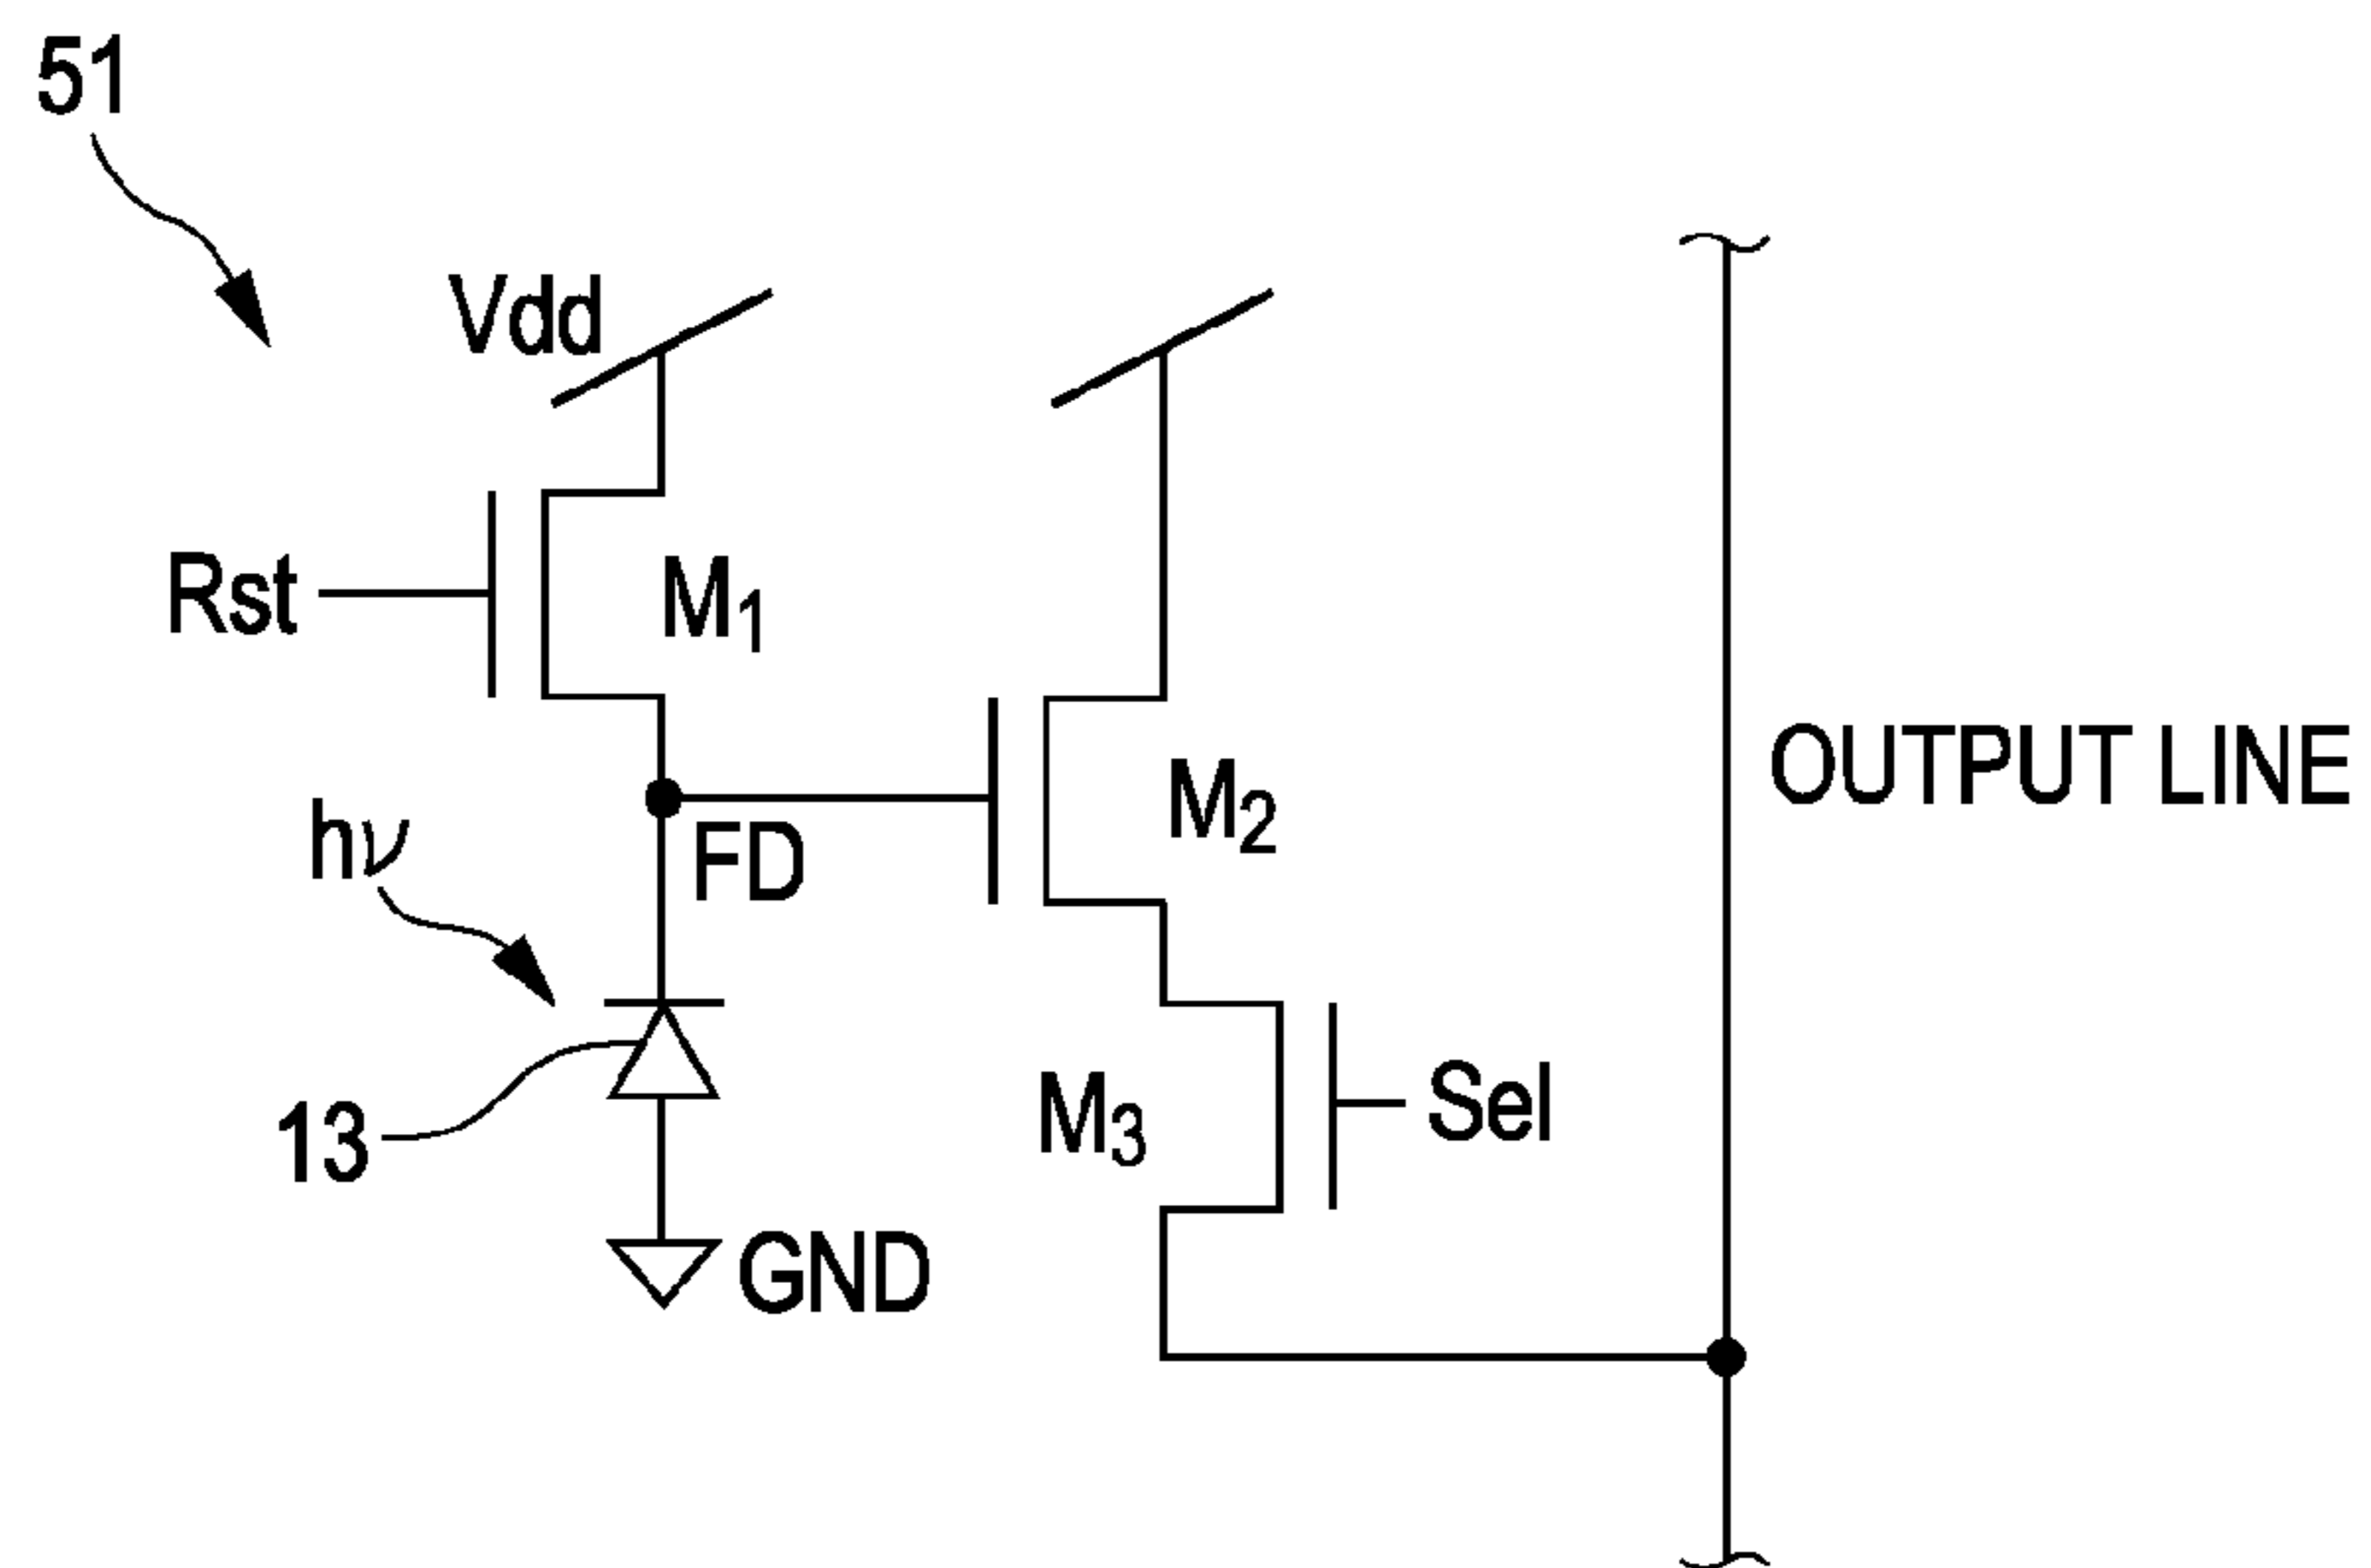 51
Vdd
Rst
M1
OUTPUT LINE
M2
hν
FD
M3
Sel
13
GND